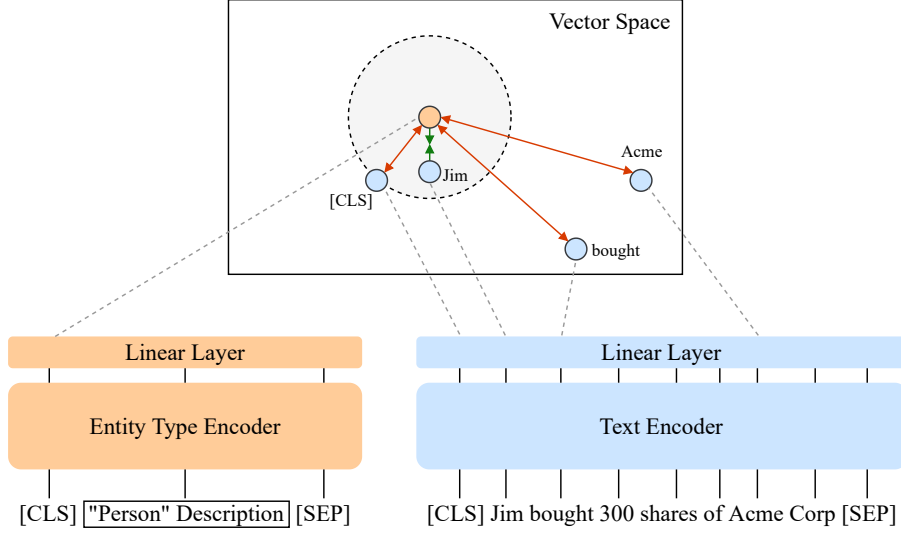 Vector Space
Acme
Jim
[CLS]
bought
Linear Layer
Linear Layer
Entity Type Encoder
Text Encoder
[CLS] "Person" Description [SEP]
[CLS] Jim bought 300 shares of Acme Corp [SEP]